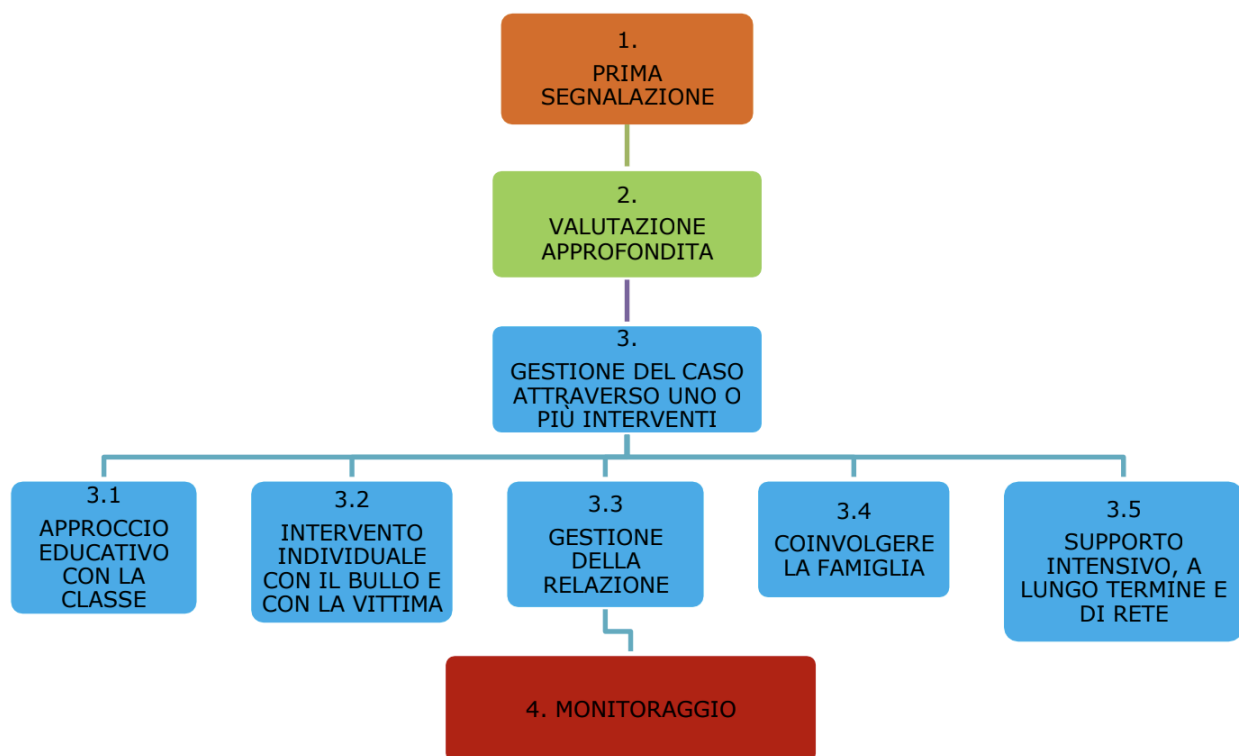 1.
PRIMA
SEGNALAZIONE
2.
VALUTAZIONE
APPROFONDITA
3.
GESTIONE DEL CASO
ATTRAVERSO UNO O
PIÙ INTERVENTI
3.1
APPROCCIO
EDUCATIVO
CON LA
CLASSE
3.2
INTERVENTO
INDIVIDUALE
CON IL BULLO E
CON LA VITTIMA
3.3
GESTIONE
DELLA
RELAZIONE
3.4
COINVOLGERE
LA FAMIGLIA
3.5
SUPPORTO
INTENSIVO, A
LUNGO TERMINE E
DI RETE
4. MONITORAGGIO